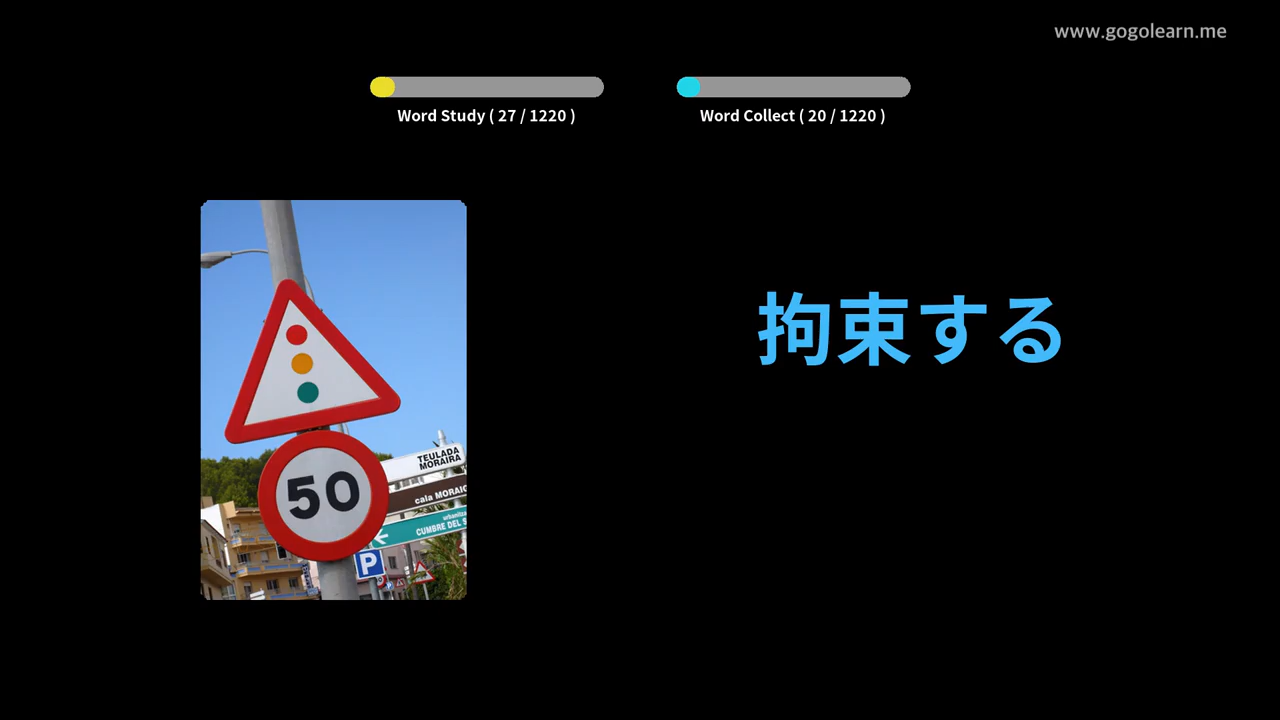 www.gogolearn.me
Word Study ( 27 / 1220 )
Word Collect ( 20 / 1220 )
拘束する
50
TEULADA
MORAIRA
cala MORAIG
urbanitza
CUMBRE DEL S
P